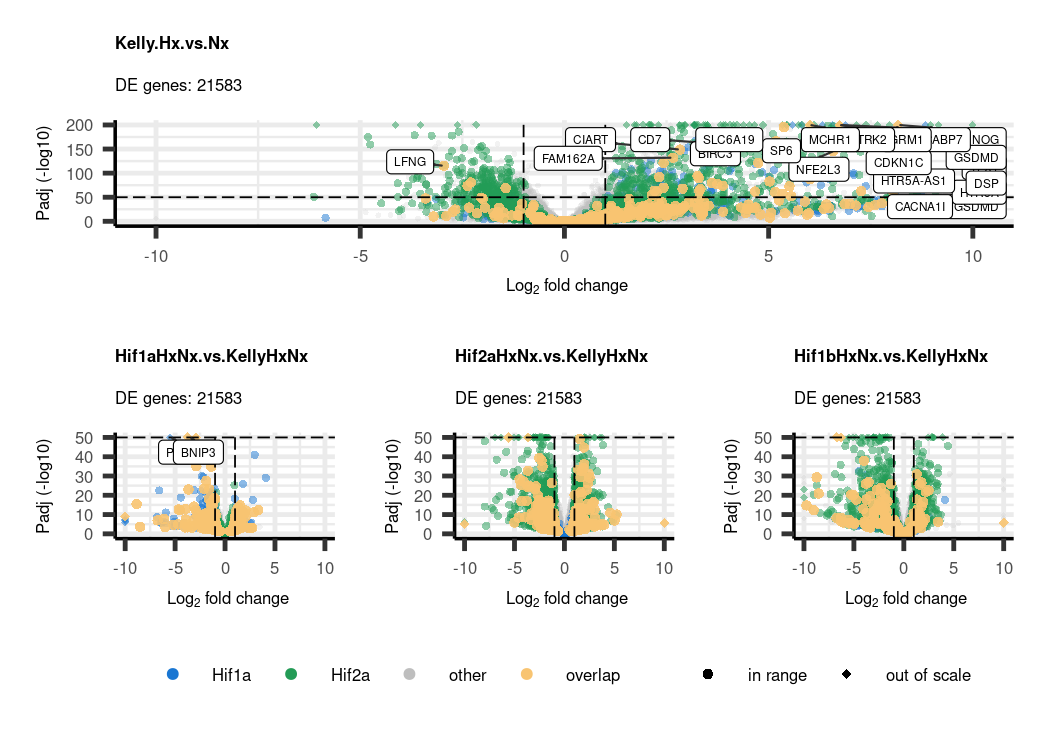 Kelly.Hx.vs.Nx
DE genes: 21583
Padj (-log10)
200
150
100
50
0
LFNG
CIART
CD7
SLC6A19
MCHR1
FAM162A
BIRC3
SP6
NFE2L3
CDKN1C
GSDMD
HTR5A-AS1
DSP
CACNA1I
GSDMD
-10
-5
0
5
10
Log2 fold change
Hif1aHxNx.vs.KellyHxNx
DE genes: 21583
Padj (-log10)
50
40
30
20
10
0
BNIP3
-10
-5
0
5
10
Log2 fold change
Hif2aHxNx.vs.KellyHxNx
DE genes: 21583
Padj (-log10)
50
40
30
20
10
0
-10
-5
0
5
10
Log2 fold change
Hif1bHxNx.vs.KellyHxNx
DE genes: 21583
Padj (-log10)
50
40
30
20
10
0
-10
-5
0
5
10
Log2 fold change
Hif1a
Hif2a
other
overlap
in range
out of scale